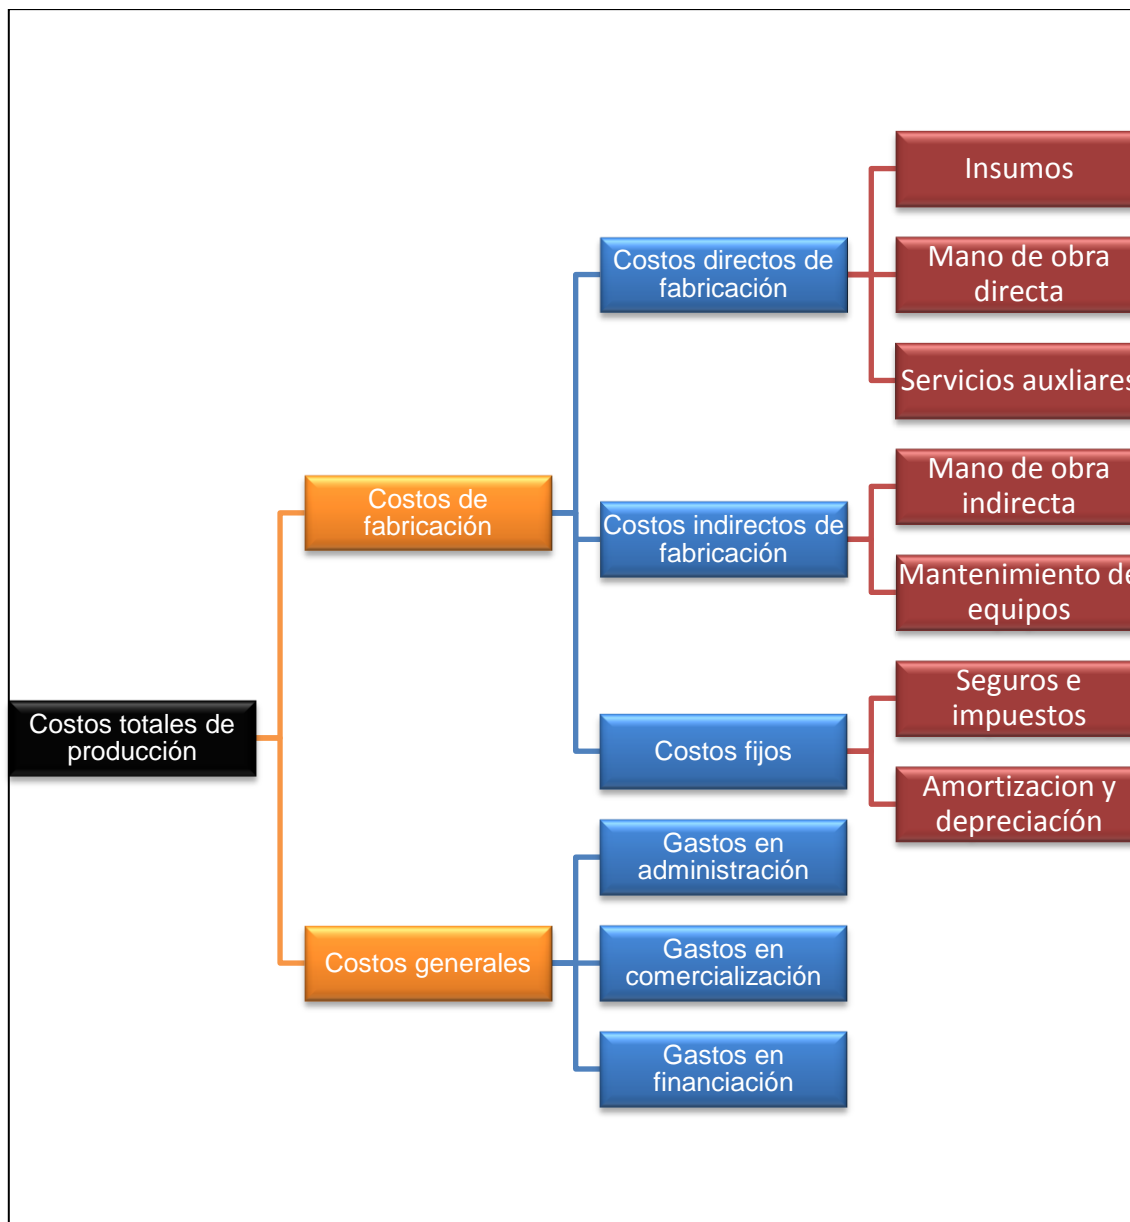 Insumos
Costos directos de
fabricación
Mano de obra
directa
Servicios auxliares
Costos de
fabricación
Costos indirectos de
fabricación
Mano de obra
indirecta
Mantenimiento de
equipos
Costos totales de
producción
Costos fijos
Seguros e
impuestos
Amortizacion y
depreciacíón
Gastos en
administración
Costos generales
Gastos en
comercialización
Gastos en
financiación